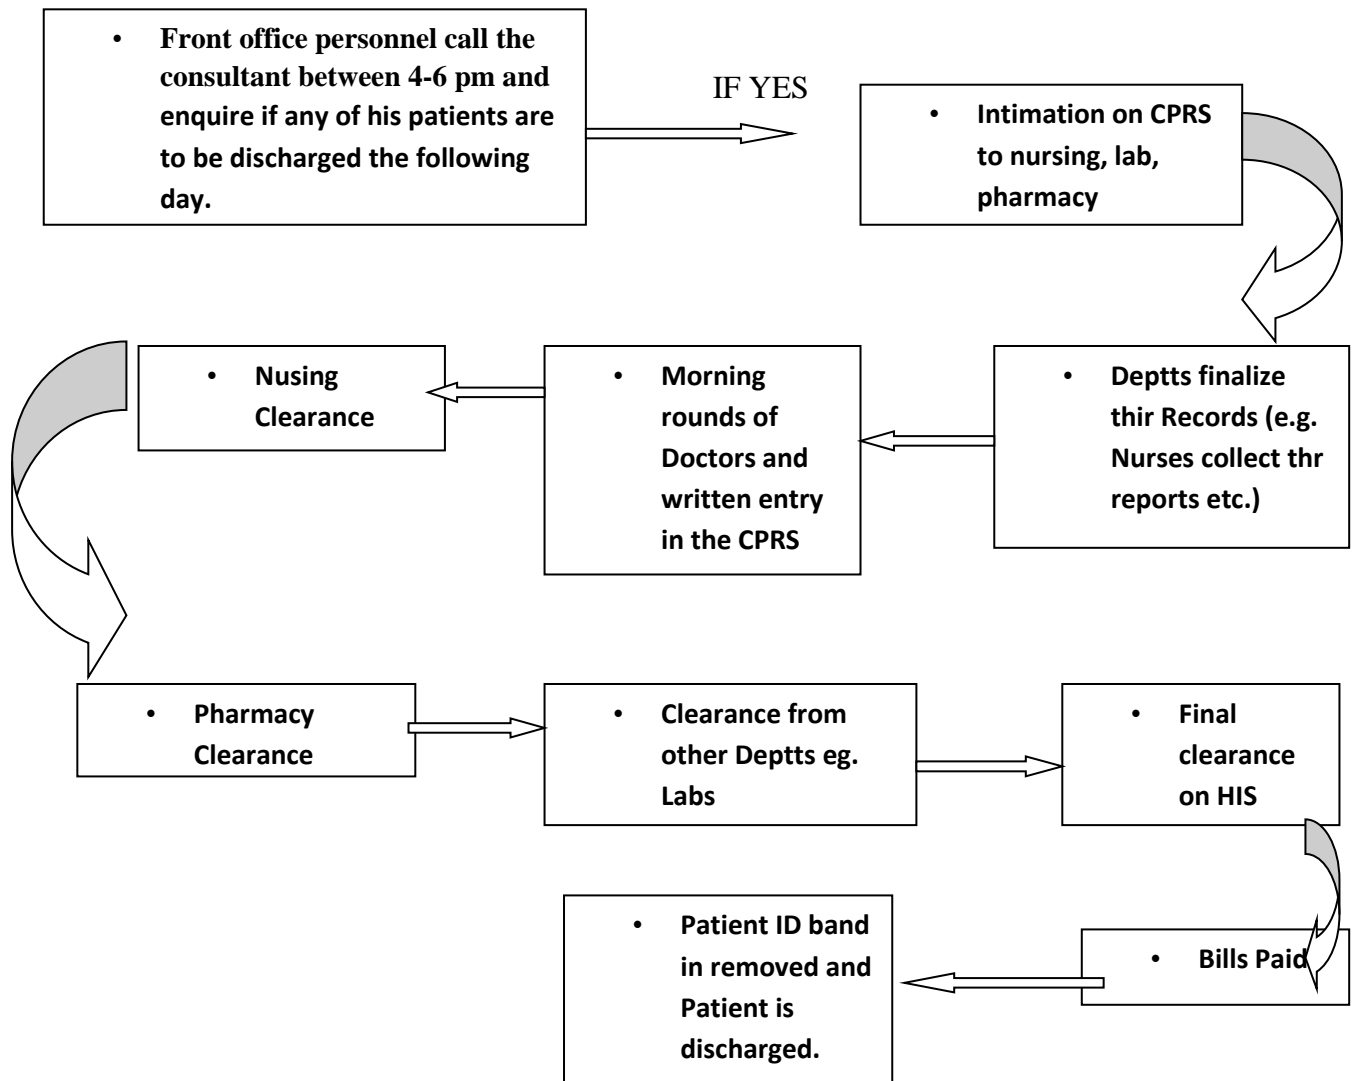 • Front office personnel call the
consultant between 4-6 pm and
enquire if any of his patients are
to be discharged the following
day.
IF YES
• Intimation on CPRS
to nursing, lab,
pharmacy
• Deptts finalize
thir Records (e.g.
Nurses collect thr
reports etc.)
• Morning
rounds of
Doctors and
written entry
in the CPRS
• Nusing
Clearance
• Pharmacy
Clearance
• Clearance from
other Deptts eg.
Labs
• Final
clearance
on HIS
• Bills Paid
• Patient ID band
in removed and
Patient is
discharged.